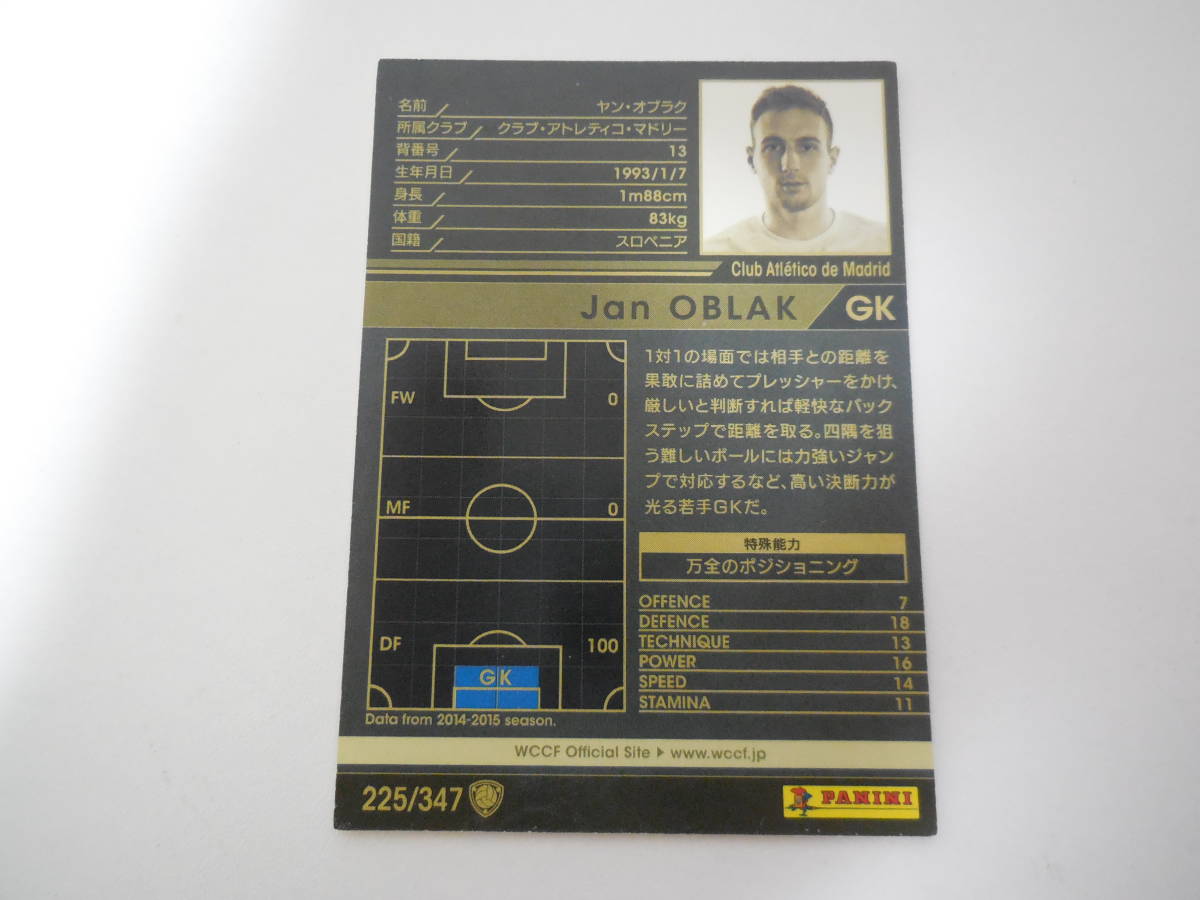 名前 ヤン・オブラク
所属クラブ クラブ・アトレティコ・マドリー
背番号 13
生年月日 1993/1/7
身長 1m88cm
体重 83kg
国籍 スロベニア
Club Atlético de Madrid
Jan OBLAK GK
FW 0
MF 0
DF 100
GK
Data from 2014-2015 season.
1対1の場面では相手との距離を
果敢に詰めてプレッシャーをかけ、
厳しいと判断すれば軽快なバック
ステップで距離を取る。四隅を狙
う難しいボールには力強いジャン
プで対応するなど、高い決断力が
光る若手GKだ。
特殊能力
万全のポジショニング
OFFENCE 7
DEFENCE 18
TECHNIQUE 13
POWER 16
SPEED 14
STAMINA 11
WCCF Official Site ▶ www.wccf.jp
225/347
PANINI